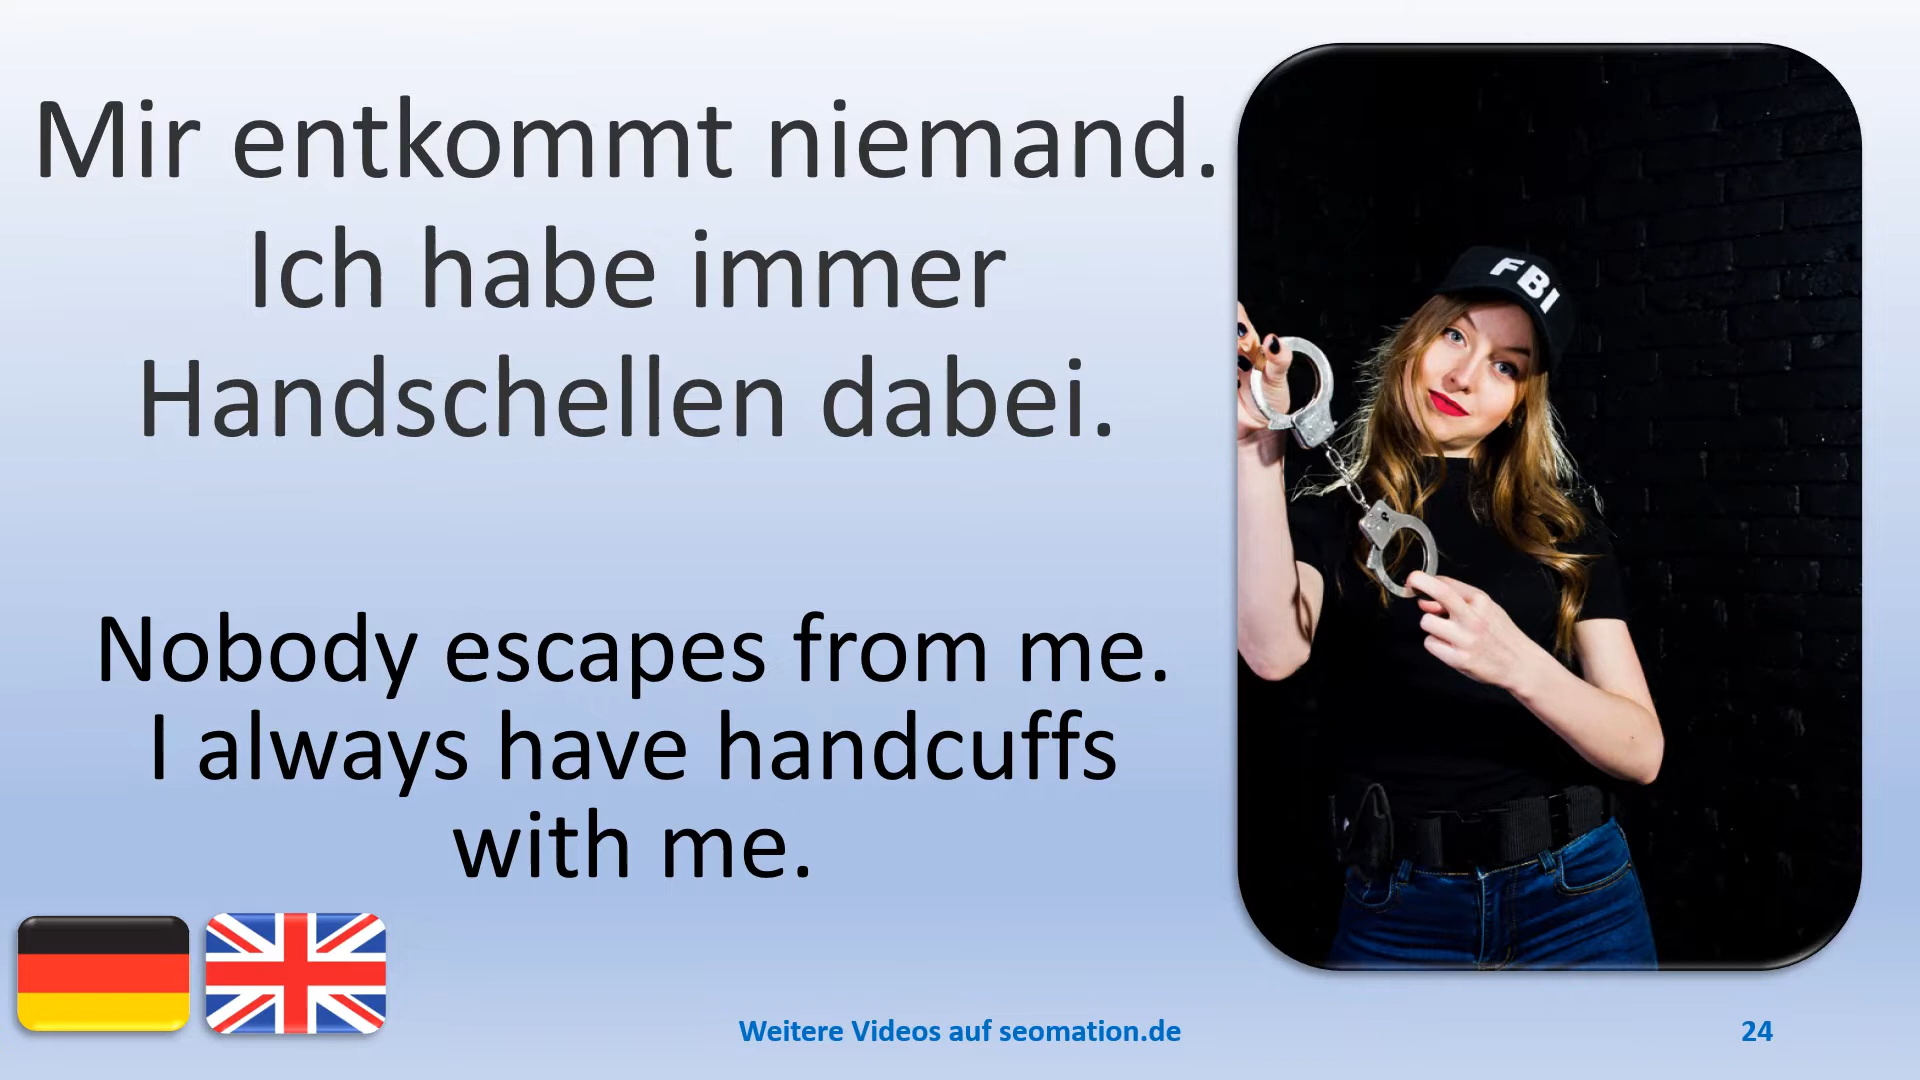 Mir entkommt niemand.
Ich habe immer
Handschellen dabei.
Nobody escapes from me.
I always have handcuffs
with me.
FBI
Weitere Videos auf seomation.de
24